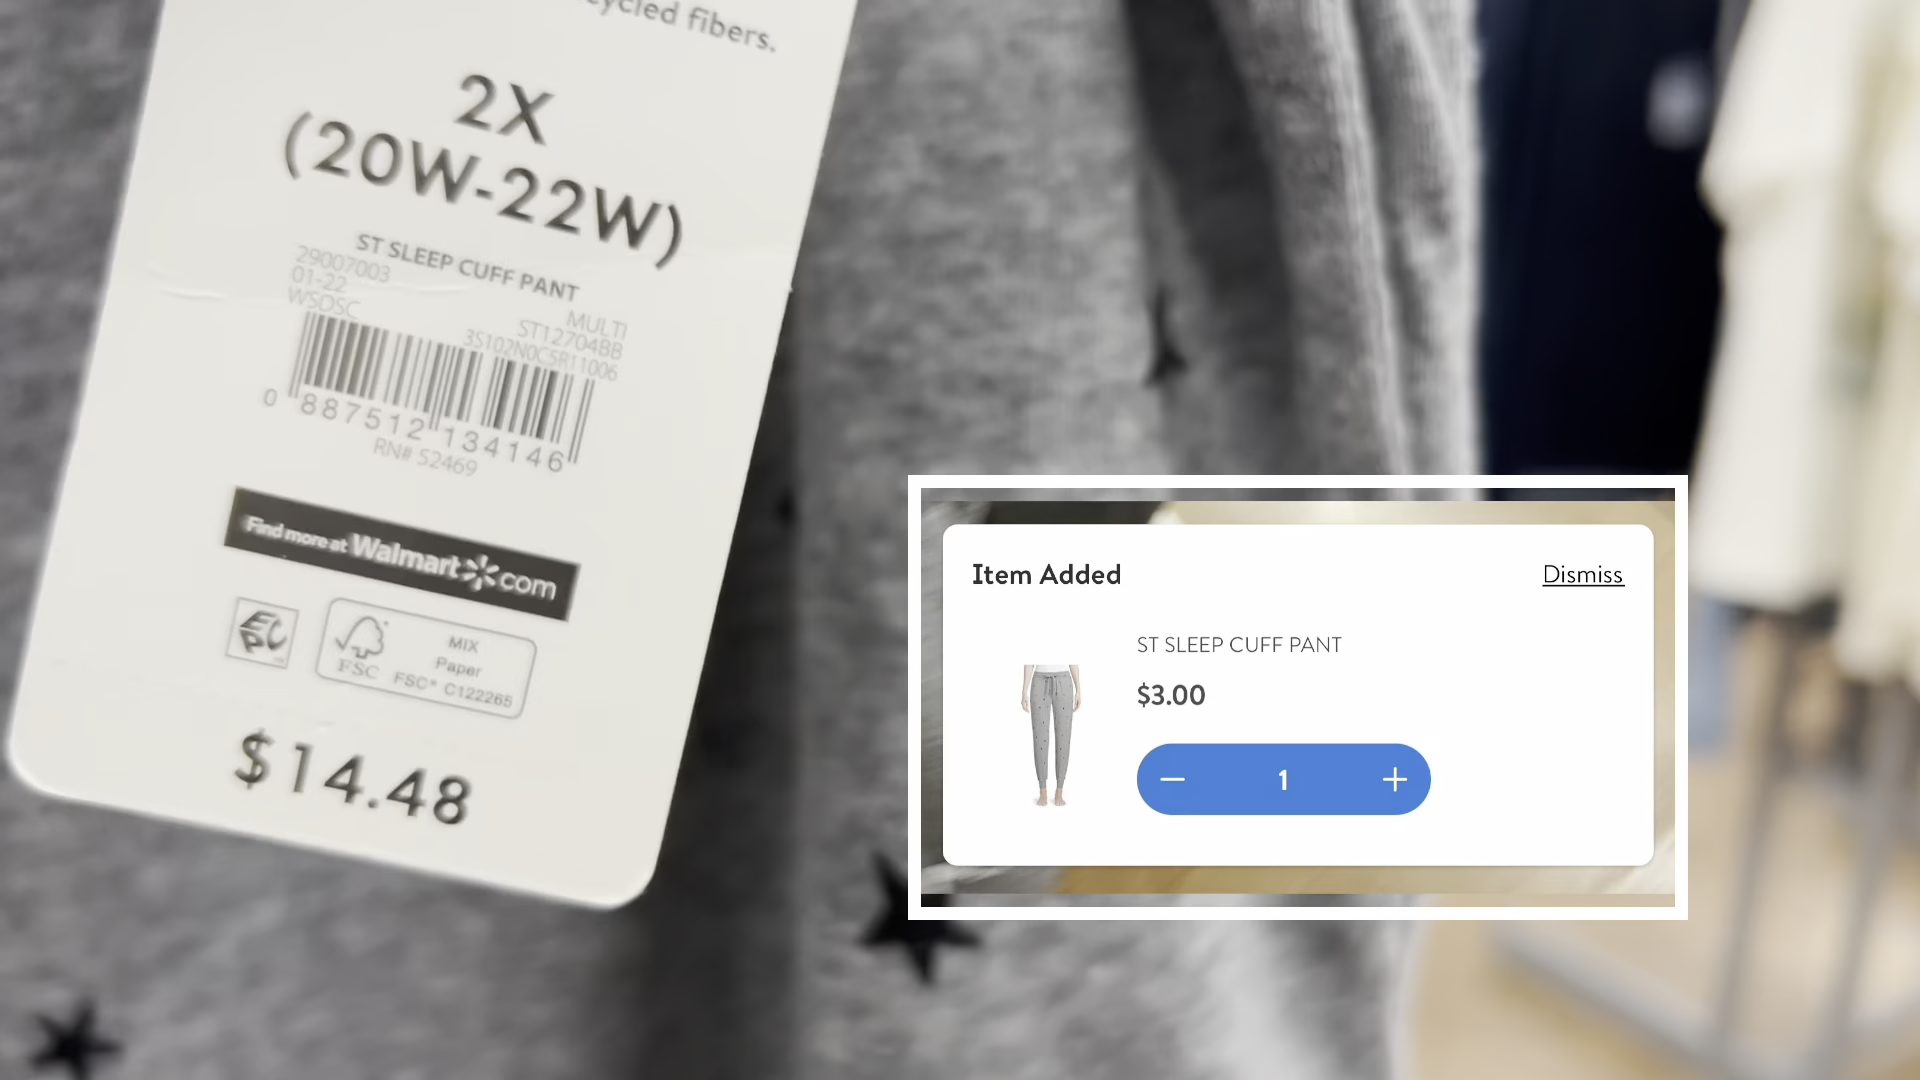 cycled fibers.
2X
(20W-22W)
ST SLEEP CUFF PANT
29007003
01-22
WSDSC
MULTI
ST12704BB
3S102N0C5R11006
0 887512 134146
RN# 52469
Find more at Walmart com
EPC
FSC
MIX
Paper
FSC® C122265
$14.48
Item Added
Dismiss
ST SLEEP CUFF PANT
$3.00
1